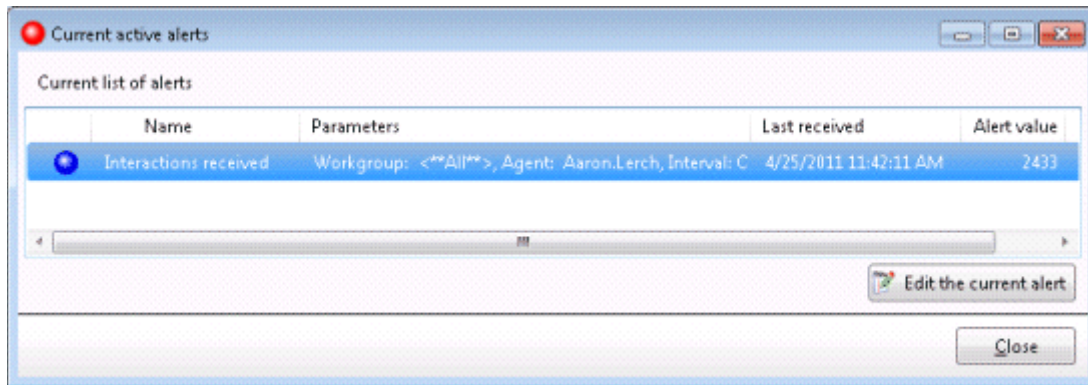 Current active alerts
Current list of alerts
Name Parameters Last received Alert value
Interactions received Workgroup: <**All**>, Agent: Aaron.Lerch, Interval: C 4/25/2011 11:42:11 AM 2433
Edit the current alert
Close